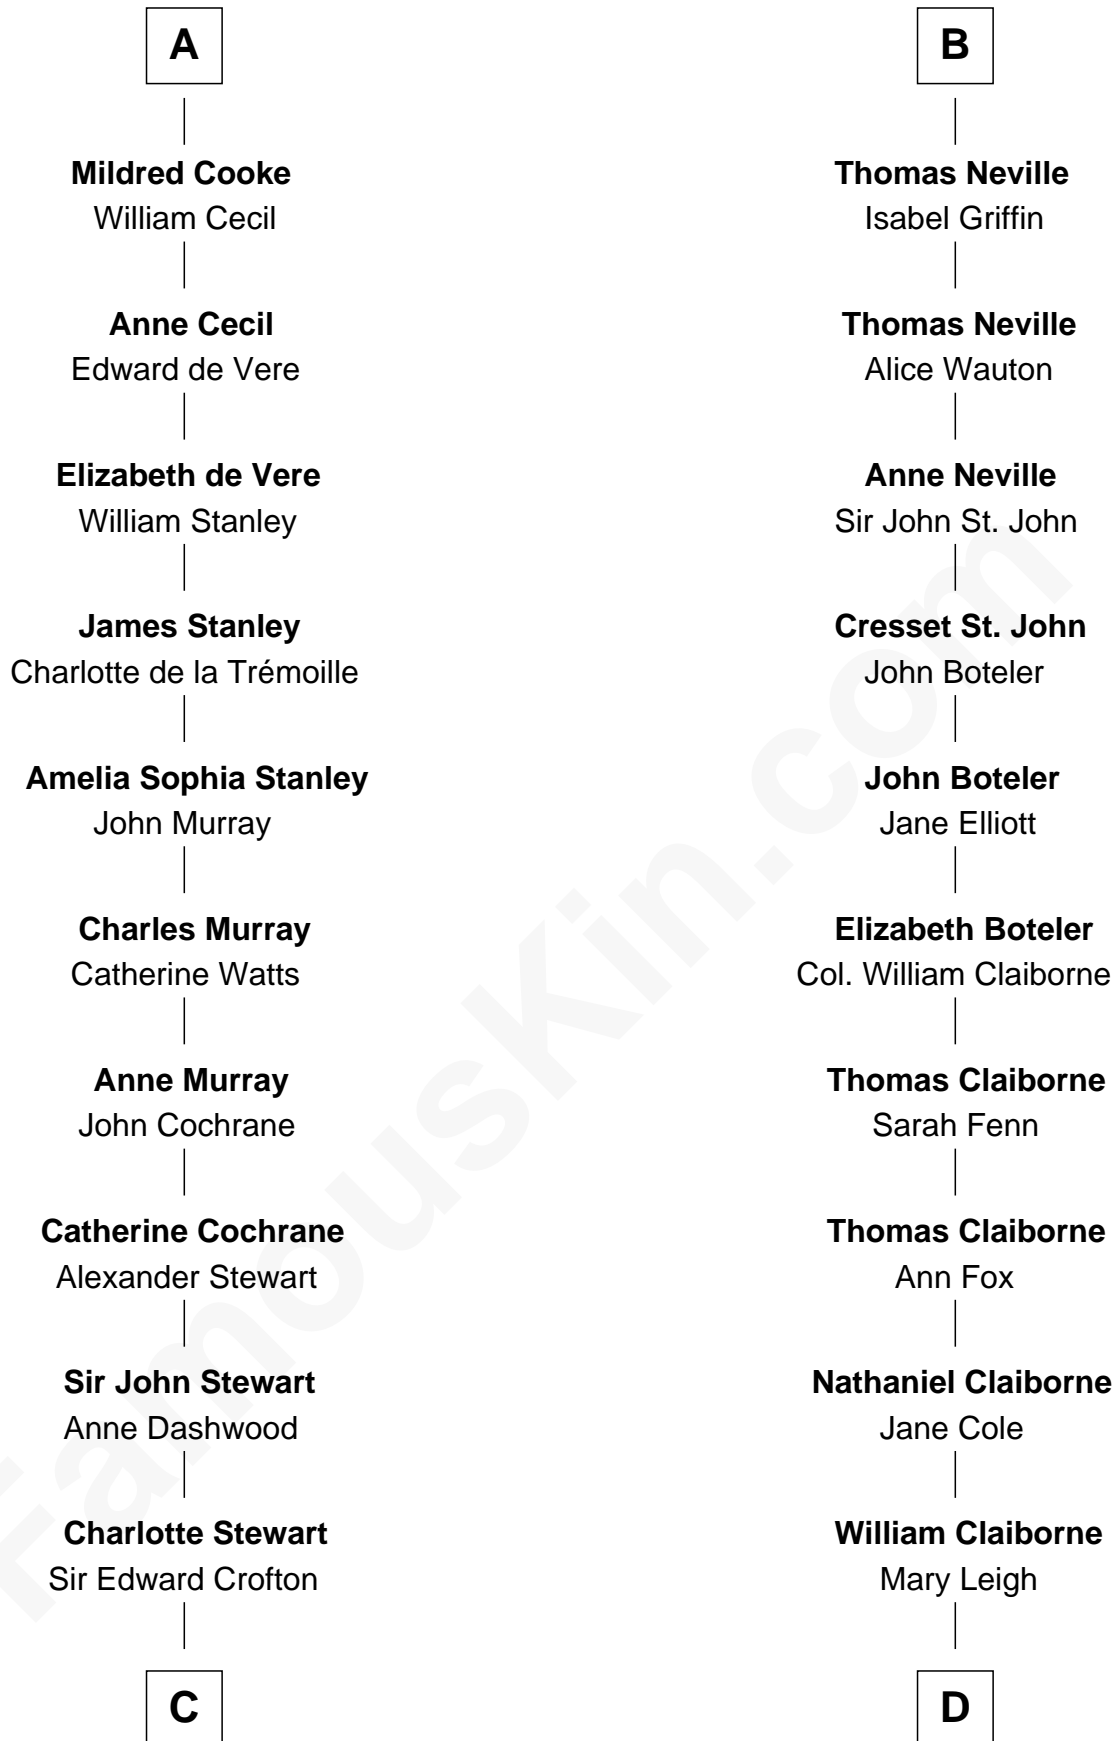 A
Mildred Cooke
William Cecil
Anne Cecil
Edward de Vere
Elizabeth de Vere
William Stanley
James Stanley
Charlotte de la Trémoille
Amelia Sophia Stanley
John Murray
Charles Murray
Catherine Watts
Anne Murray
John Cochrane
Catherine Cochrane
Alexander Stewart
Sir John Stewart
Anne Dashwood
Charlotte Stewart
Sir Edward Crofton
C
B
Thomas Neville
Isabel Griffin
Thomas Neville
Alice Wauton
Anne Neville
Sir John St. John
Cresset St. John
John Boteler
John Boteler
Jane Elliott
Elizabeth Boteler
Col. William Claiborne
Thomas Claiborne
Sarah Fenn
Thomas Claiborne
Ann Fox
Nathaniel Claiborne
Jane Cole
William Claiborne
Mary Leigh
D
FamousKin.com